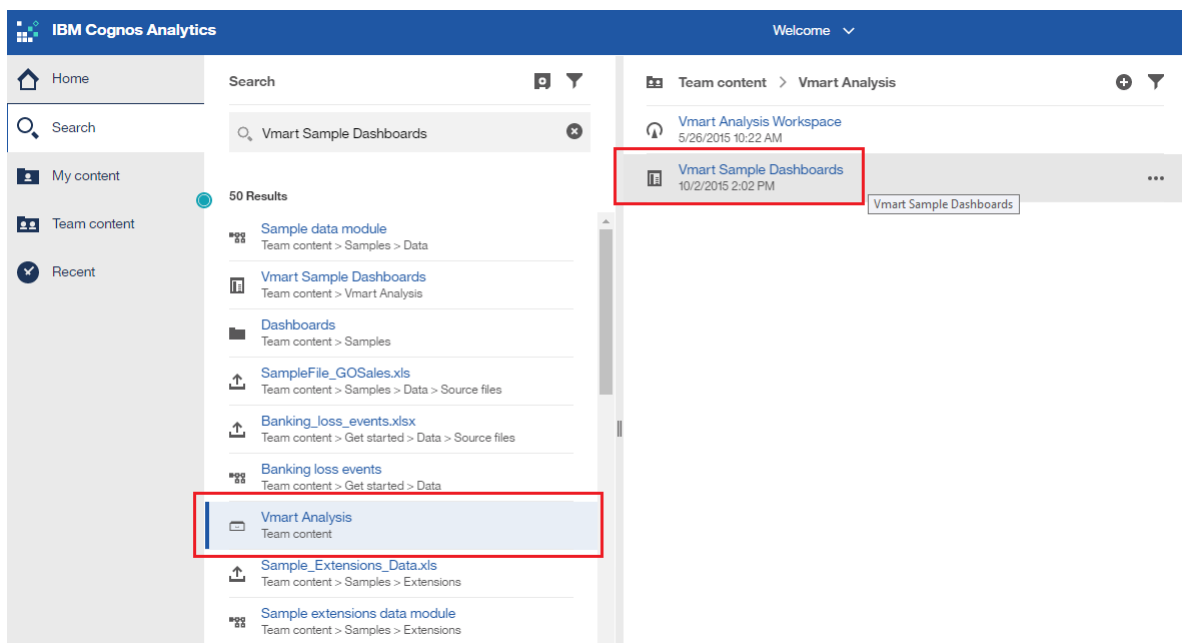 IBM Cognos Analytics
Welcome
Home
Search
My content
Team content
Recent
Search
Vmart Sample Dashboards
50 Results
Sample data module
Team content > Samples > Data
Vmart Sample Dashboards
Team content > Vmart Analysis
Dashboards
Team content > Samples
SampleFile_GOSales.xls
Team content > Samples > Data > Source files
Banking_loss_events.xlsx
Team content > Get started > Data > Source files
Banking loss events
Team content > Get started > Data
Vmart Analysis
Team content
Sample_Extensions_Data.xls
Team content > Samples > Extensions
Sample extensions data module
Team content > Samples > Extensions
Team content > Vmart Analysis
Vmart Analysis Workspace
5/26/2015 10:22 AM
Vmart Sample Dashboards
10/2/2015 2:02 PM
Vmart Sample Dashboards